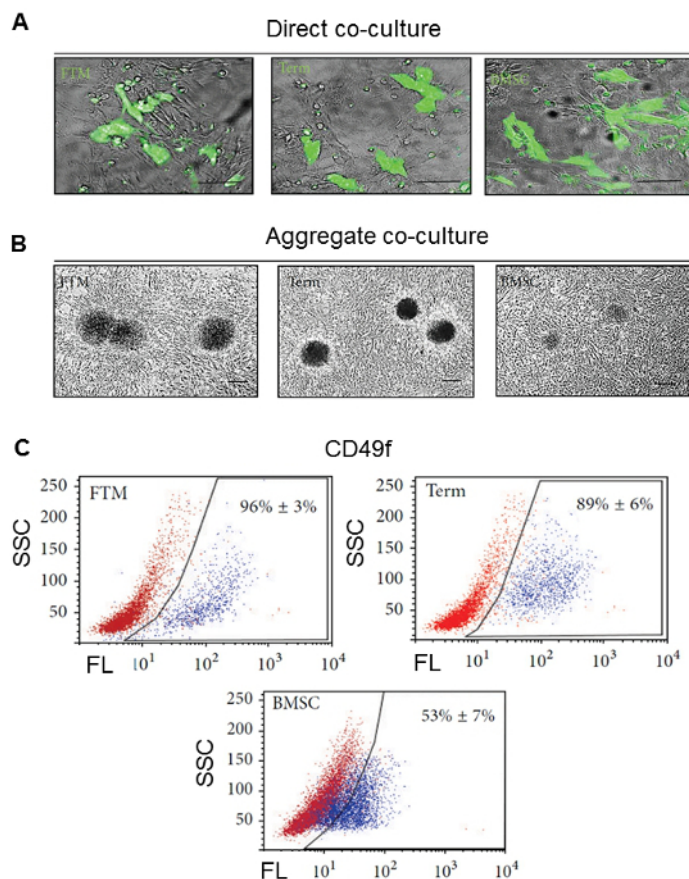 A
Direct co-culture
FTM
Term
BMSC
B
Aggregate co-culture
FTM
Term
BMSC
C
CD49f
FTM
96% ± 3%
SSC
250
200
150
100
50
FL
10¹
10²
10³
10⁴
Term
89% ± 6%
SSC
250
200
150
100
50
FL
10¹
10²
10³
10⁴
BMSC
53% ± 7%
SSC
250
200
150
100
50
FL
10¹
10²
10³
10⁴